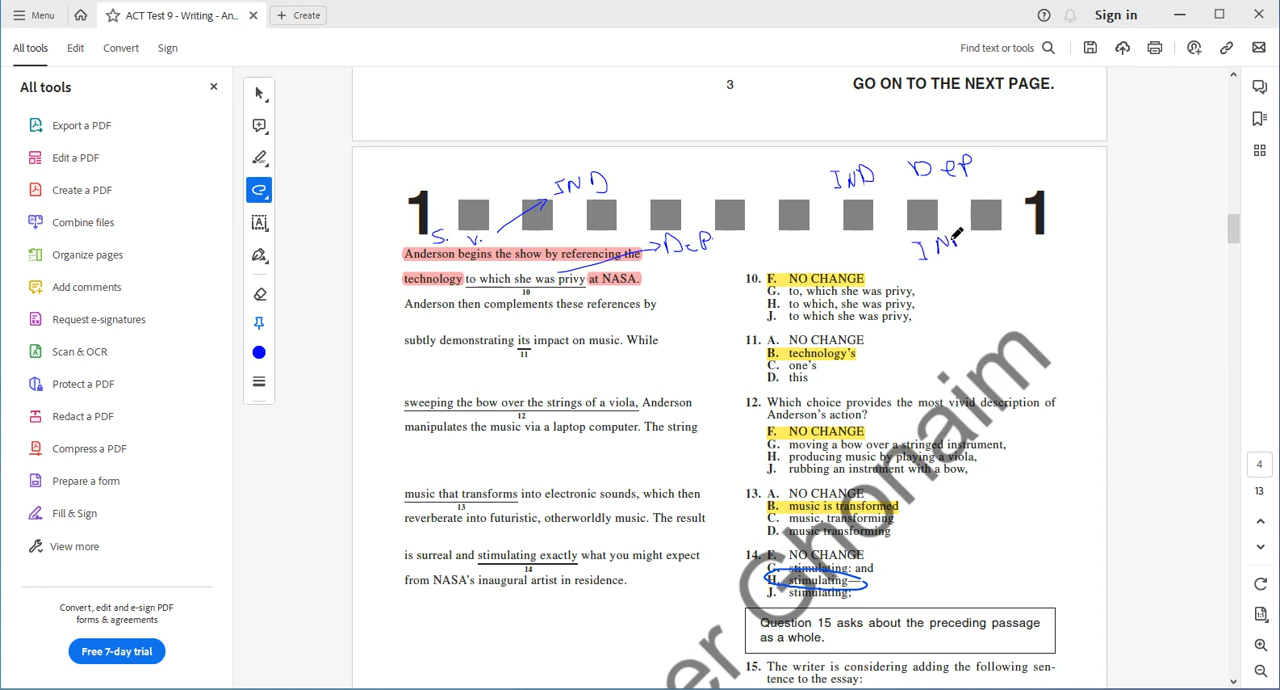 Menu
ACT Test 9 - Writing - An...
Create
Sign in
All tools
Edit
Convert
Sign
Find text or tools
All tools
Export a PDF
Edit a PDF
Create a PDF
Combine files
Organize pages
Add comments
Request e-signatures
Scan & OCR
Protect a PDF
Redact a PDF
Compress a PDF
Prepare a form
Fill & Sign
View more
Convert, edit and e-sign PDF
forms & agreements
Free 7-day trial
3
GO ON TO THE NEXT PAGE.
IND
IND
DeP
1
1
S. V.
DeP.
Anderson begins the show by referencing the
technology to which she was privy at NASA.
10
Anderson then complements these references by
subtly demonstrating its impact on music. While
11
sweeping the bow over the strings of a viola, Anderson
12
manipulates the music via a laptop computer. The string
music that transforms into electronic sounds, which then
13
reverberate into futuristic, otherworldly music. The result
is surreal and stimulating exactly what you might expect
14
from NASA's inaugural artist in residence.
10. F. NO CHANGE
G. to, which she was privy,
H. to which, she was privy,
J. to which she was privy,
11. A. NO CHANGE
B. technology's
C. one's
D. this
12. Which choice provides the most vivid description of
Anderson's action?
F. NO CHANGE
G. moving a bow over a stringed instrument,
H. producing music by playing a viola,
J. rubbing an instrument with a bow,
13. A. NO CHANGE
B. music is transformed
C. music, transforming
D. music transforming
14. F. NO CHANGE
G. stimulating: and
H. stimulating—
J. stimulating;
Question 15 asks about the preceding passage
as a whole.
15. The writer is considering adding the following sen-
tence to the essay:
er Ghonaim
4
13